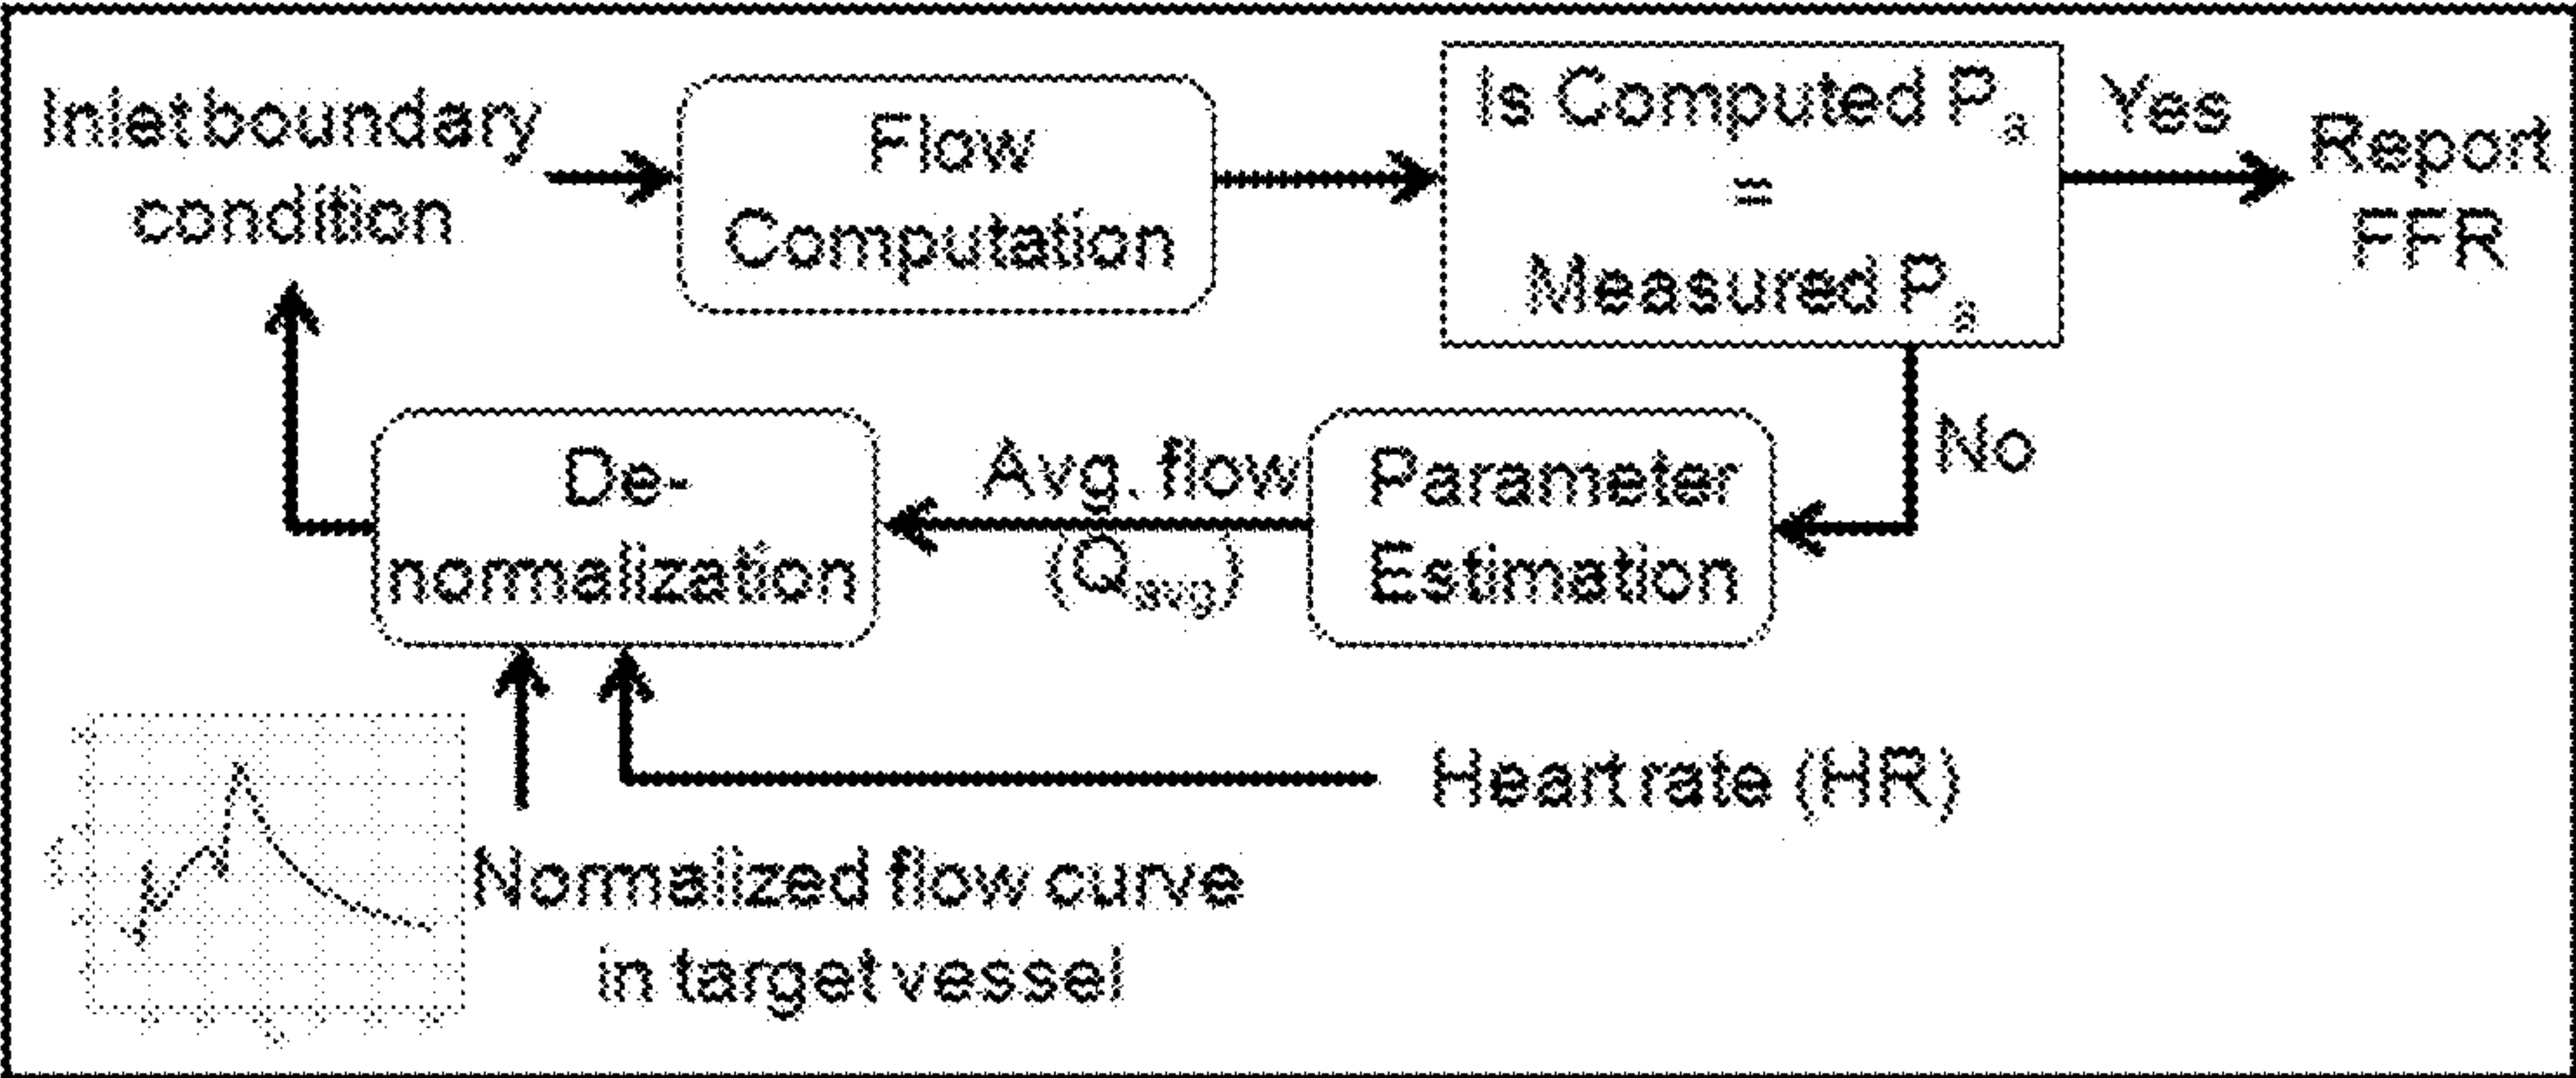 Inlet boundary
condition
Flow
Computation
Is Computed Pa
=
Measured Pa
Yes
Report
FFR
No
De-
normalization
Avg. flow
(Qavg)
Parameter
Estimation
Heart rate (HR)
Normalized flow curve
in target vessel